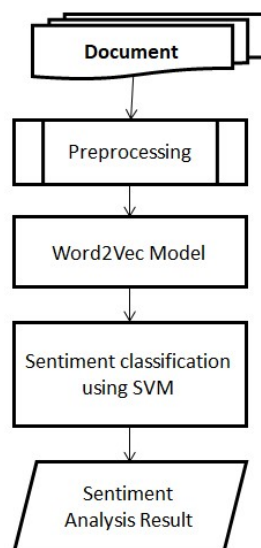 Document
Preprocessing
Word2Vec Model
Sentiment classification
using SVM
Sentiment
Analysis Result